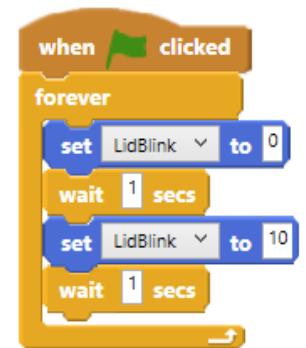 when clicked
forever
set LidBlink to 0
wait 1 secs
set LidBlink to 10
wait 1 secs